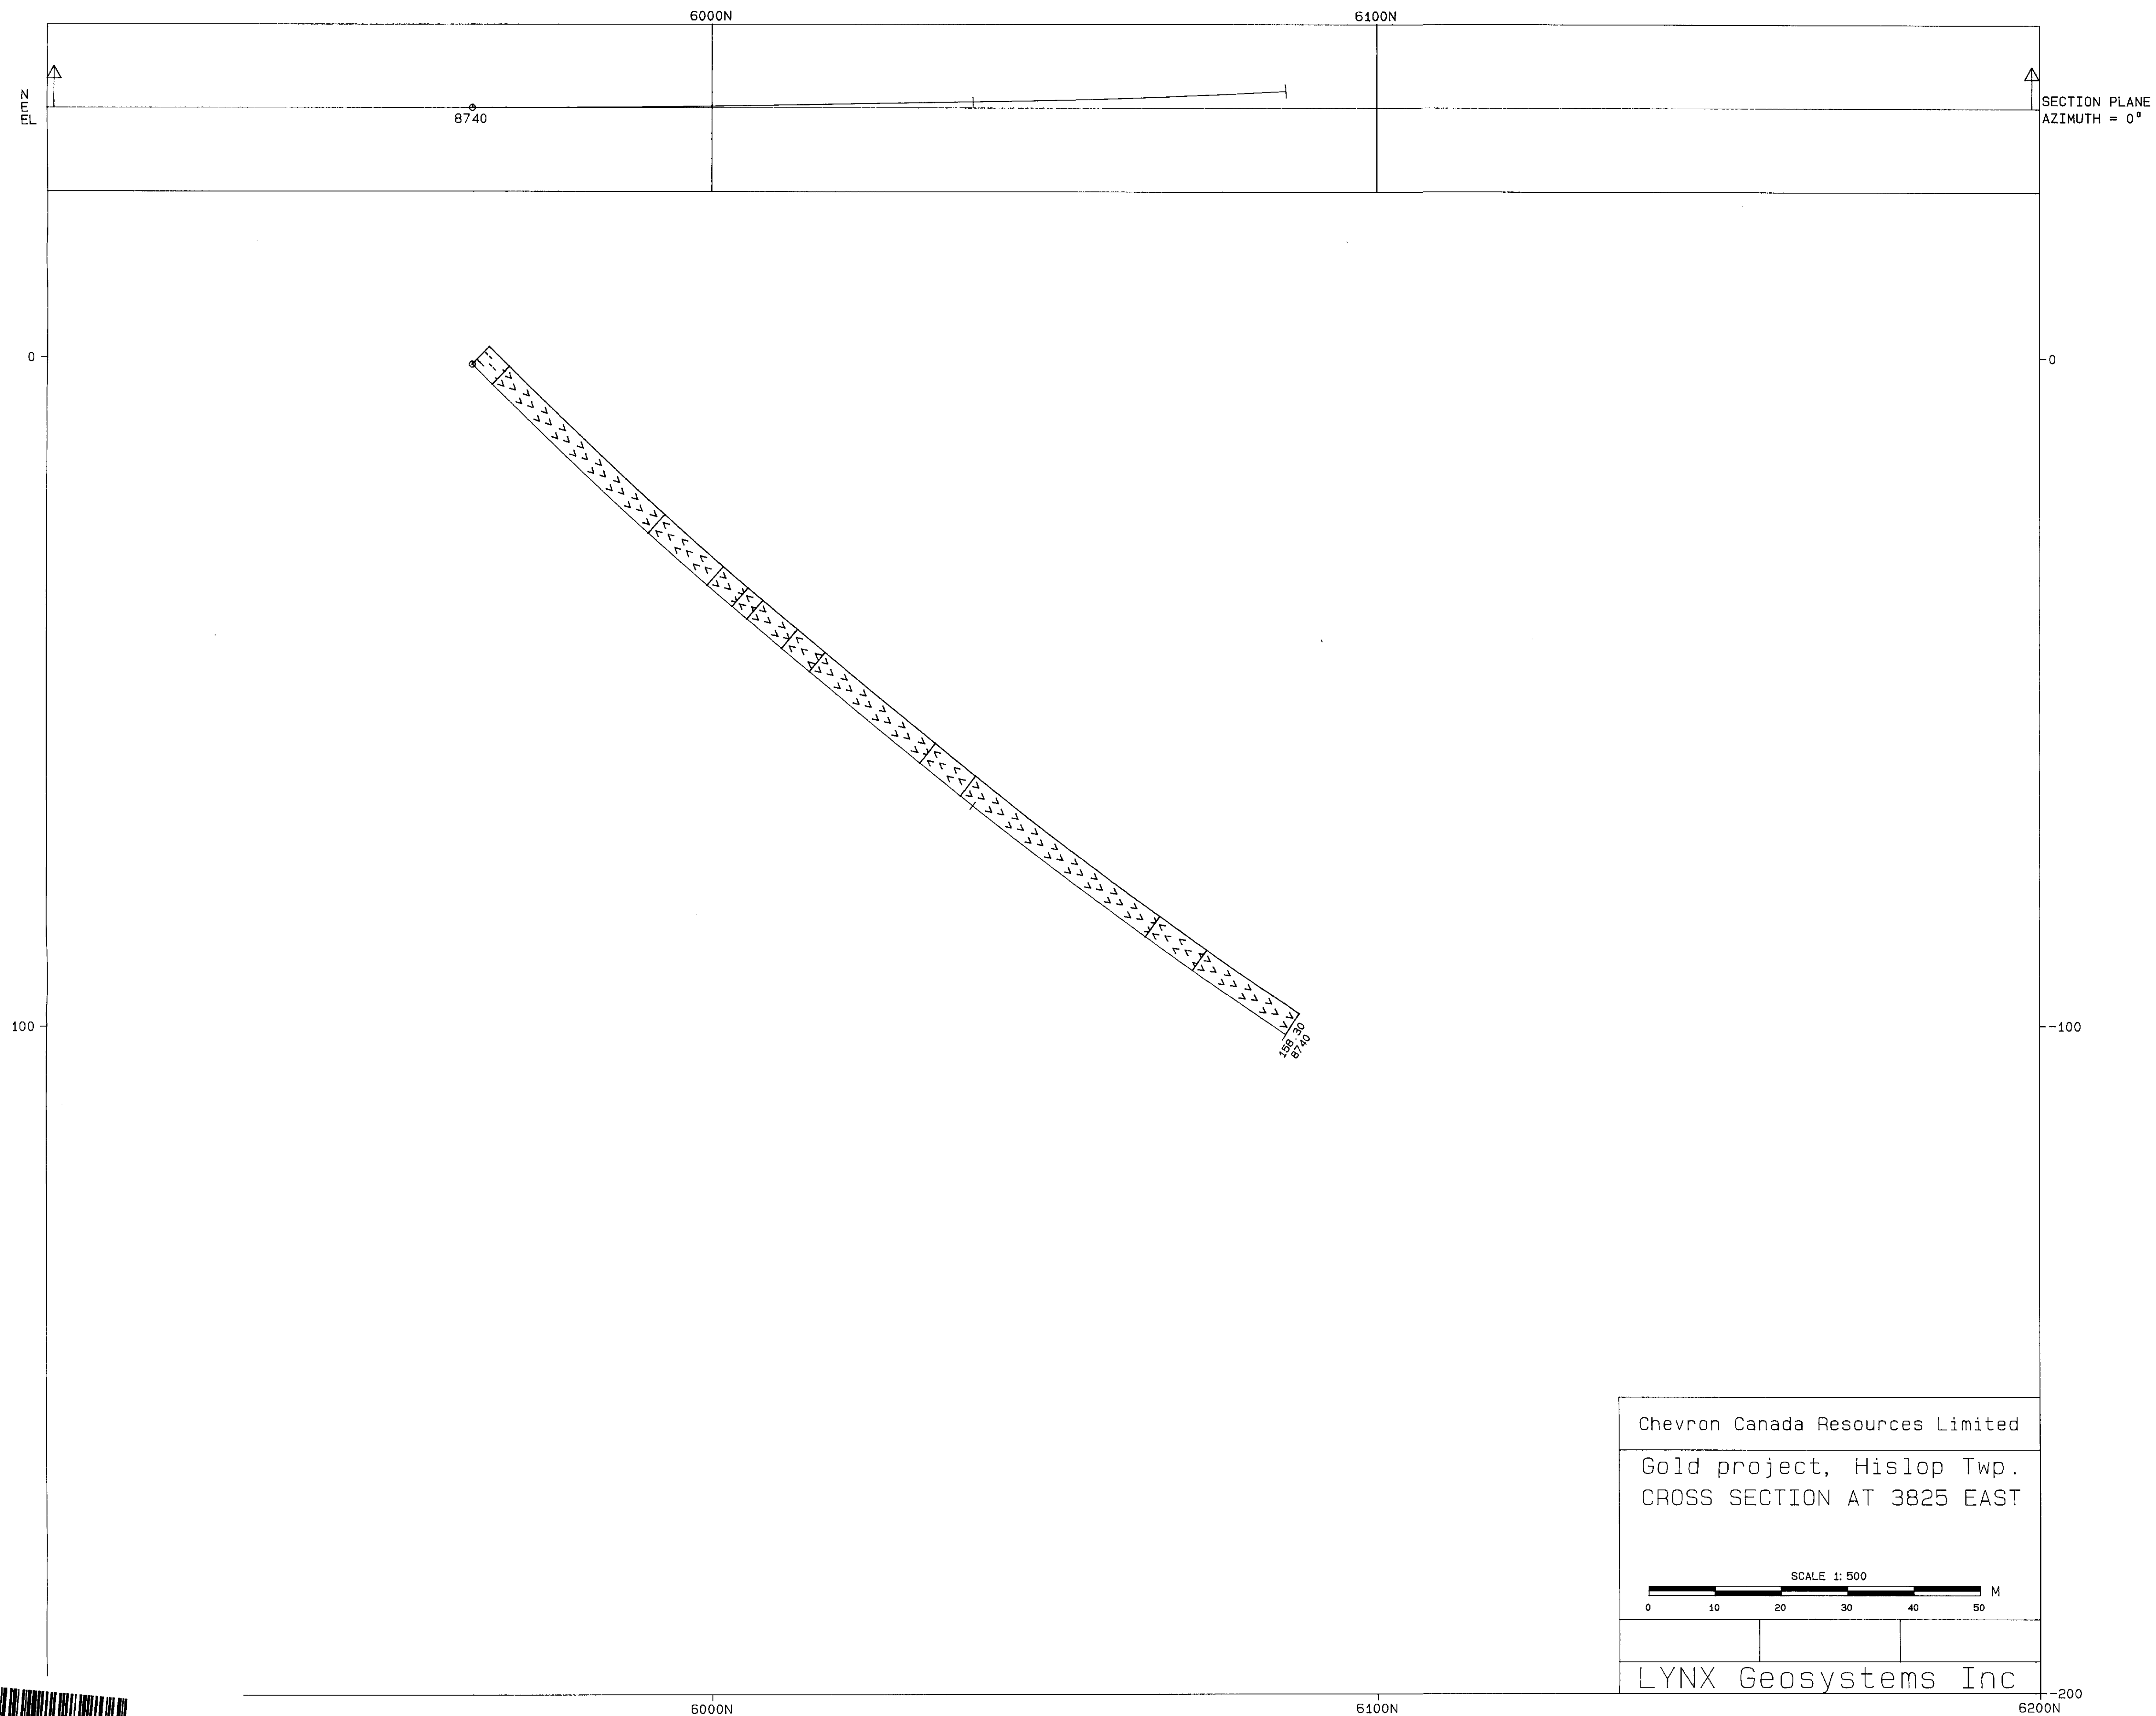 6000N
6100N
N
E
EL
8740
SECTION PLANE
AZIMUTH = 0°
0
0
100
-100
158.30
8740
Chevron Canada Resources Limited
Gold project, Hislop Twp.
CROSS SECTION AT 3825 EAST
SCALE 1:500
M
0 10 20 30 40 50
LYNX Geosystems Inc
-200
6000N
6100N
6200N